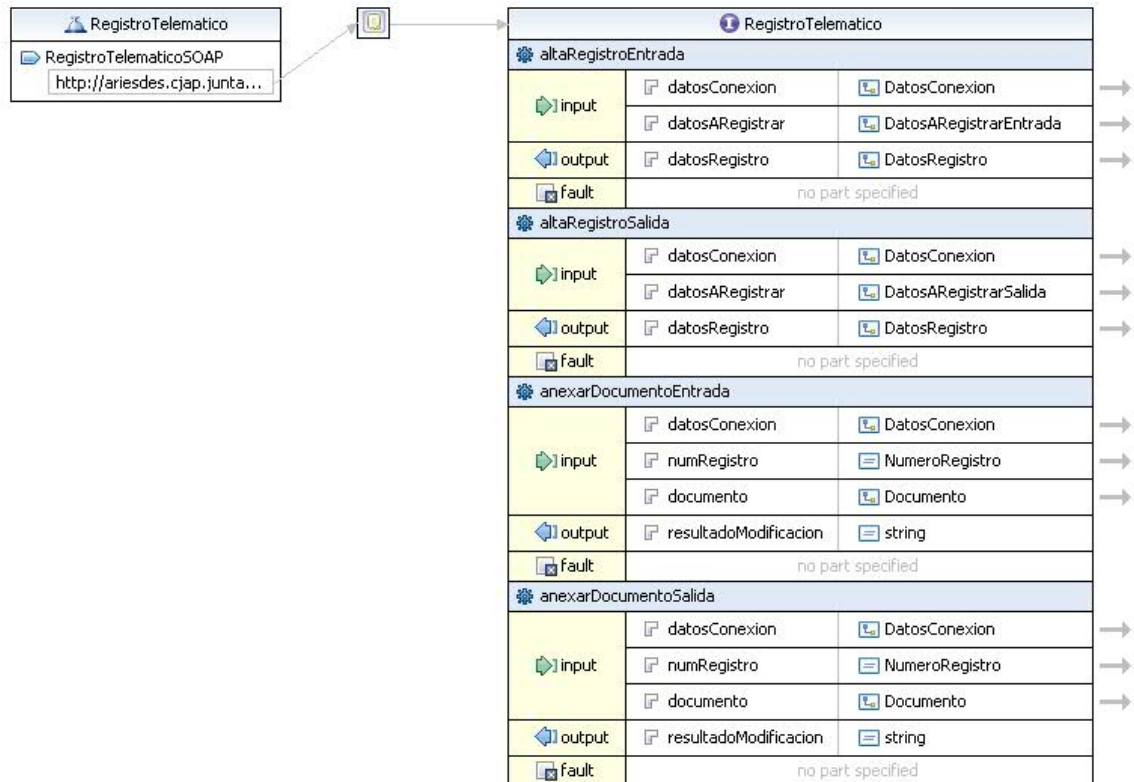 RegistroTelematico
RegistroTelematicoSOAP
http://ariesdes.cjap.junta...
RegistroTelematico
altaRegistroEntrada
input
datosConexion DatosConexion
datosARegistrar DatosARegistrarEntrada
output datosRegistro DatosRegistro
fault no part specified
altaRegistroSalida
input
datosConexion DatosConexion
datosARegistrar DatosARegistrarSalida
output datosRegistro DatosRegistro
fault no part specified
anexarDocumentoEntrada
input
datosConexion DatosConexion
numRegistro NumeroRegistro
documento Documento
output resultadoModificacion string
fault no part specified
anexarDocumentoSalida
input
datosConexion DatosConexion
numRegistro NumeroRegistro
documento Documento
output resultadoModificacion string
fault no part specified